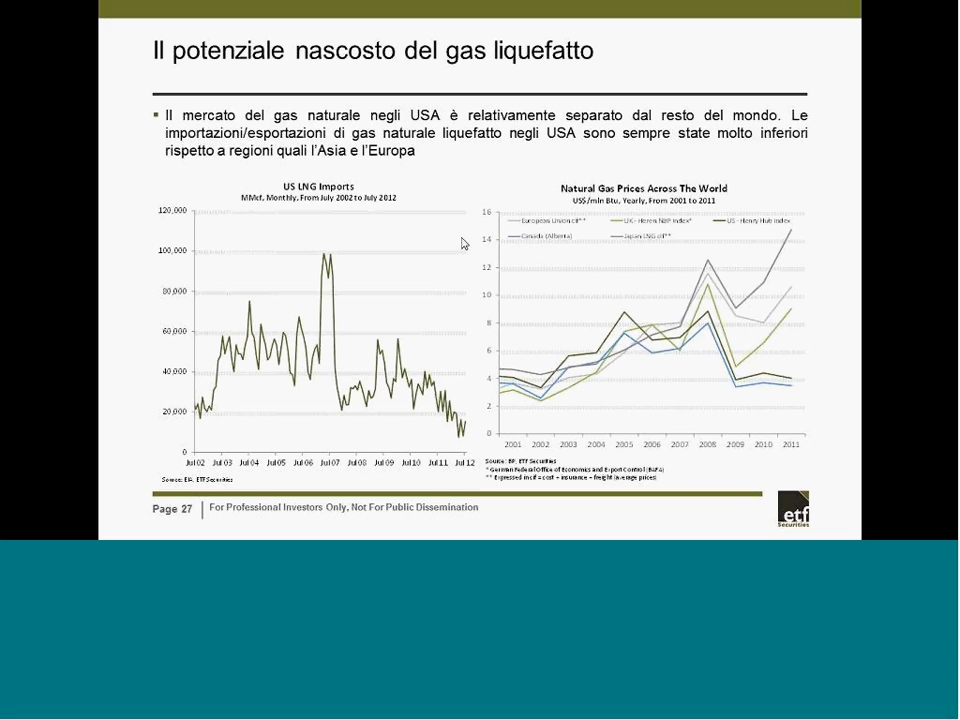 Il potenziale nascosto del gas liquefatto
Il mercato del gas naturale negli USA è relativamente separato dal resto del mondo. Le
importazioni/esportazioni di gas naturale liquefatto negli USA sono sempre state molto inferiori
rispetto a regioni quali l'Asia e l'Europa
US LNG Imports
MMcf, Monthly, From July 2002 to July 2012
120,000
100,000
80,000
60,000
40,000
20,000
0
Jul 02 Jul 03 Jul 04 Jul 05 Jul 06 Jul 07 Jul 08 Jul 09 Jul 10 Jul 11 Jul 12
Source: EIA, ETF Securities
Natural Gas Prices Across The World
US$/mln Btu, Yearly, From 2001 to 2011
16
14
12
10
8
6
4
2
0
European Union cif** UK - Heren NBP Index* US - Henry Hub Index
Canada (Alberta) Japan LNG cif**
2001 2002 2003 2004 2005 2006 2007 2008 2009 2010 2011
Source: BP, ETF Securities
* German Federal Office of Economics and Export Control (BAFA)
** Expressed in cif = cost + insurance + freight (average prices)
Page 27
For Professional Investors Only, Not For Public Dissemination
etf
Securities